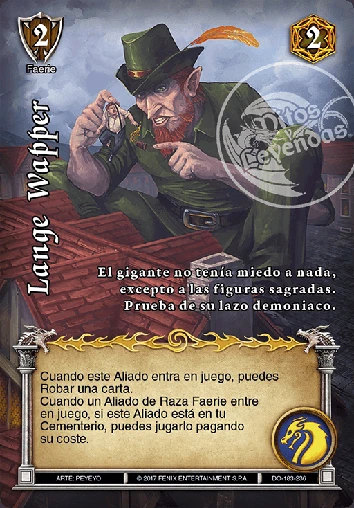 2
Faerie
2
Mitos
y
Leyendas
Lange Wapper
El gigante no tenía miedo a nada,
excepto a las figuras sagradas.
Prueba de su lazo demoniaco.
Cuando este Aliado entra en juego, puedes
Robar una carta.
Cuando un Aliado de Raza Faerie entre
en juego, si este Aliado está en tu
Cementerio, puedes jugarlo pagando
su coste.
ARTE: PEYEYO
© 2017 FENIX ENTERTAINMENT S.P.A.